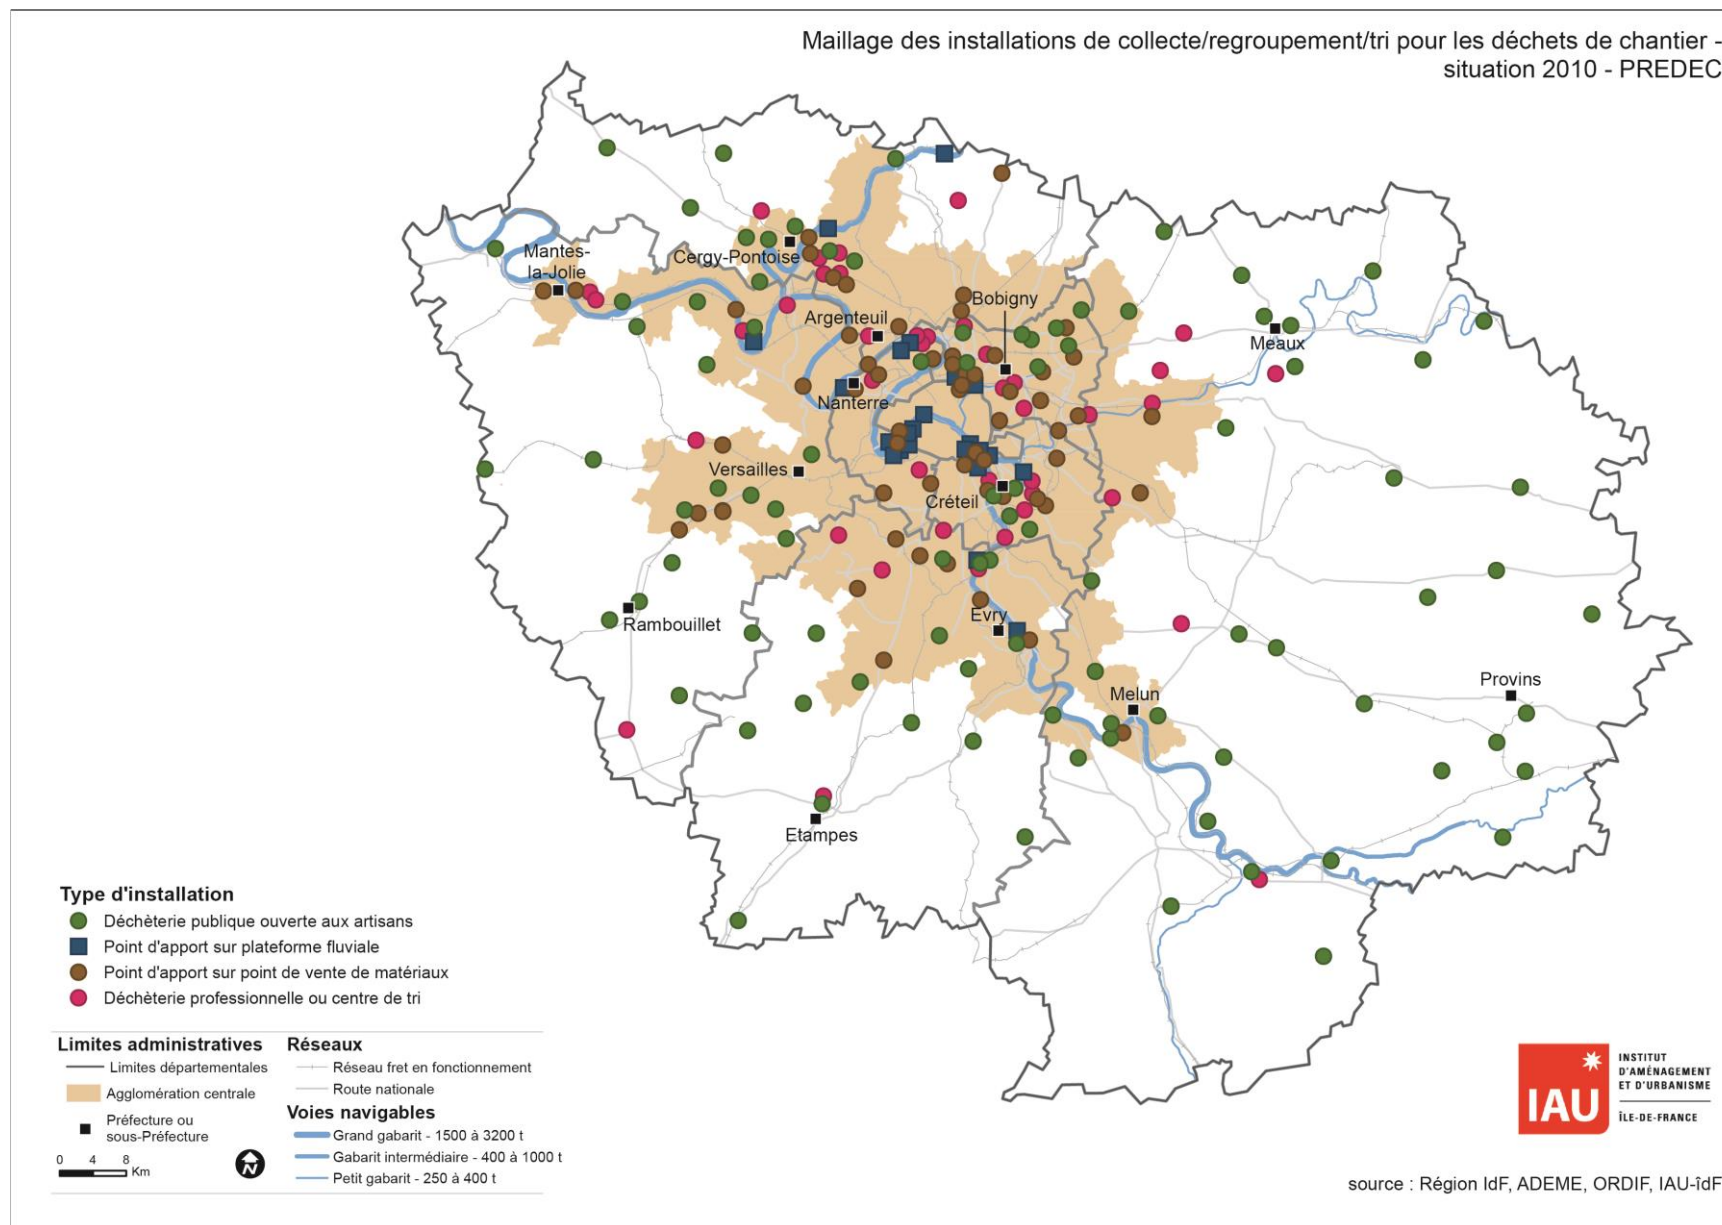 Maillage des installations de collecte/regroupement/tri pour les déchets de chantier -
situation 2010 - PREDEC
Mantes-
la-Jolie
Cergy-Pontoise
Argenteuil
Bobigny
Meaux
Nanterre
Versailles
Créteil
Rambouillet
Evry
Melun
Provins
Etampes
Type d'installation
Déchèterie publique ouverte aux artisans
Point d'apport sur plateforme fluviale
Point d'apport sur point de vente de matériaux
Déchèterie professionnelle ou centre de tri
Limites administratives
Limites départementales
Agglomération centrale
Préfecture ou
sous-Préfecture
0 4 8
Km
N
Réseaux
Réseau fret en fonctionnement
Route nationale
Voies navigables
Grand gabarit - 1500 à 3200 t
Gabarit intermédiaire - 400 à 1000 t
Petit gabarit - 250 à 400 t
IAU
INSTITUT
D'AMÉNAGEMENT
ET D'URBANISME
ÎLE-DE-FRANCE
source : Région IdF, ADEME, ORDIF, IAU-îdF